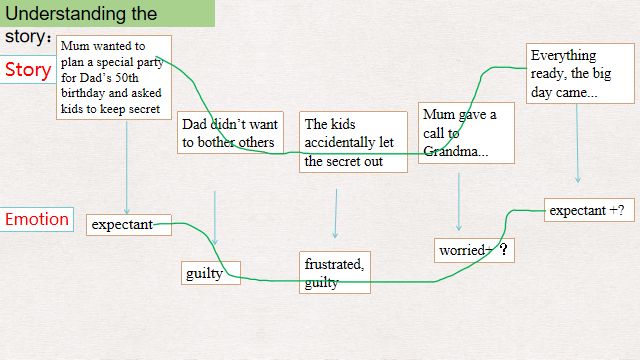 Understanding the
story：
Story
Mum wanted to
plan a special party
for Dad’s 50th
birthday and asked
kids to keep secret
Dad didn’t want
to bother others
The kids
accidentally let
the secret out
Mum gave a
call to
Grandma...
Everything
ready, the big
day came...
Emotion
expectant
guilty
frustrated,
guilty
worried+ ？
expectant +?